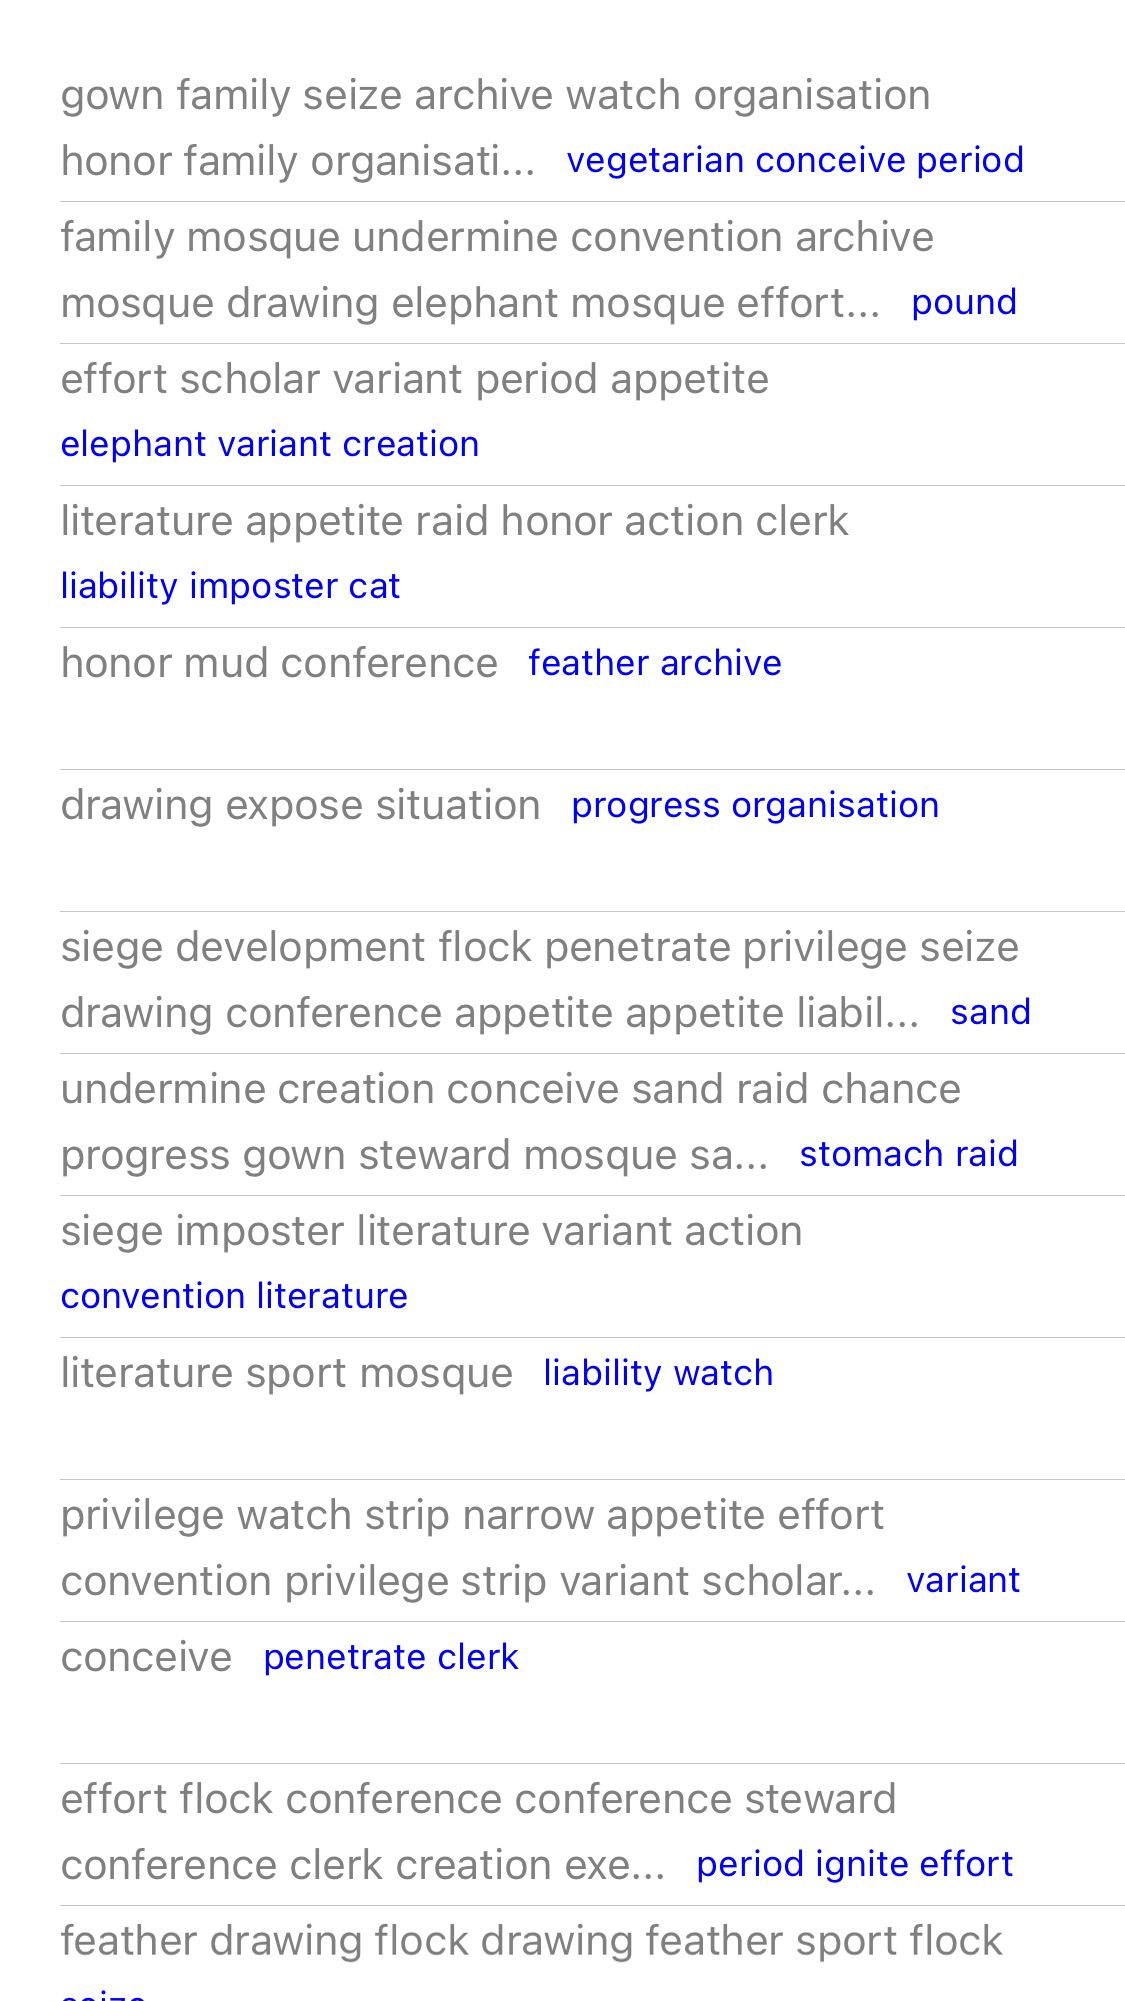 gown family seize archive watch organisation
honor family organisati... vegetarian conceive period
family mosque undermine convention archive
mosque drawing elephant mosque effort... pound
effort scholar variant period appetite
elephant variant creation
literature appetite raid honor action clerk
liability imposter cat
honor mud conference feather archive
drawing expose situation progress organisation
siege development flock penetrate privilege seize
drawing conference appetite appetite liabil... sand
undermine creation conceive sand raid chance
progress gown steward mosque sa... stomach raid
siege imposter literature variant action
convention literature
literature sport mosque liability watch
privilege watch strip narrow appetite effort
convention privilege strip variant scholar... variant
conceive penetrate clerk
effort flock conference conference steward
conference clerk creation exe... period ignite effort
feather drawing flock drawing feather sport flock